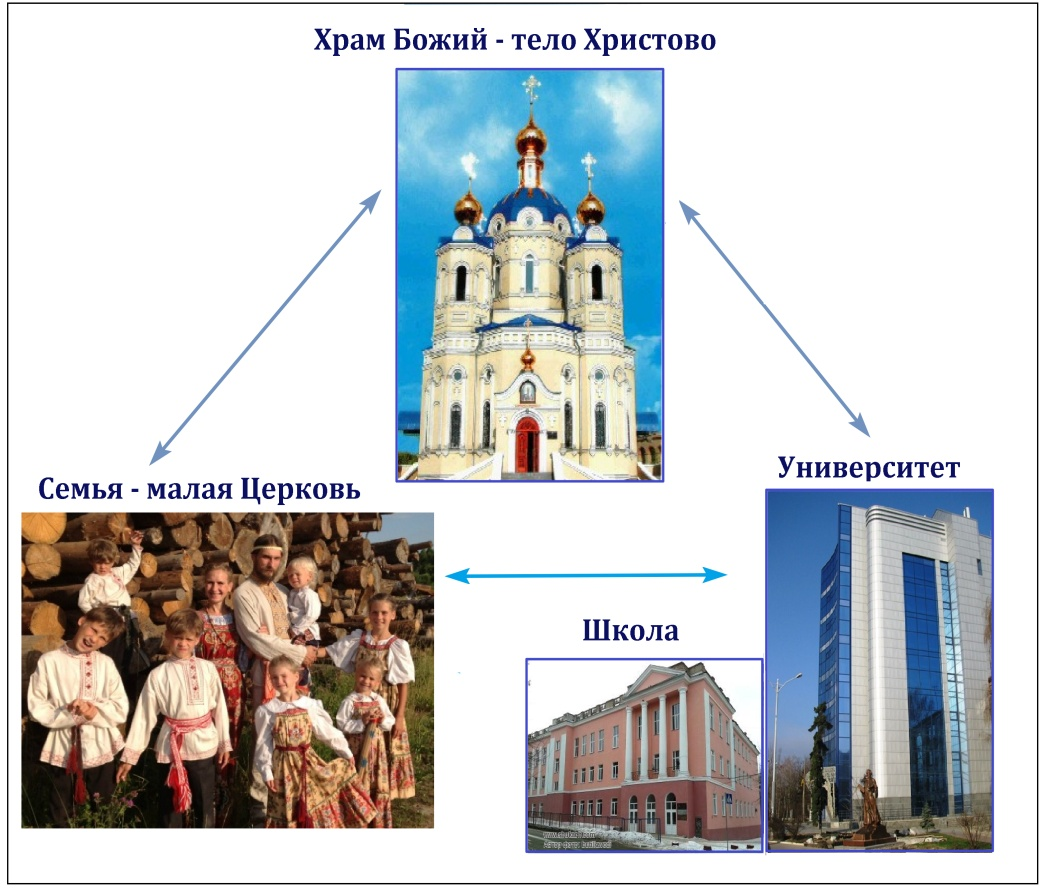 Храм Божий - тело Христово
Университет
Семья - малая Церковь
Школа